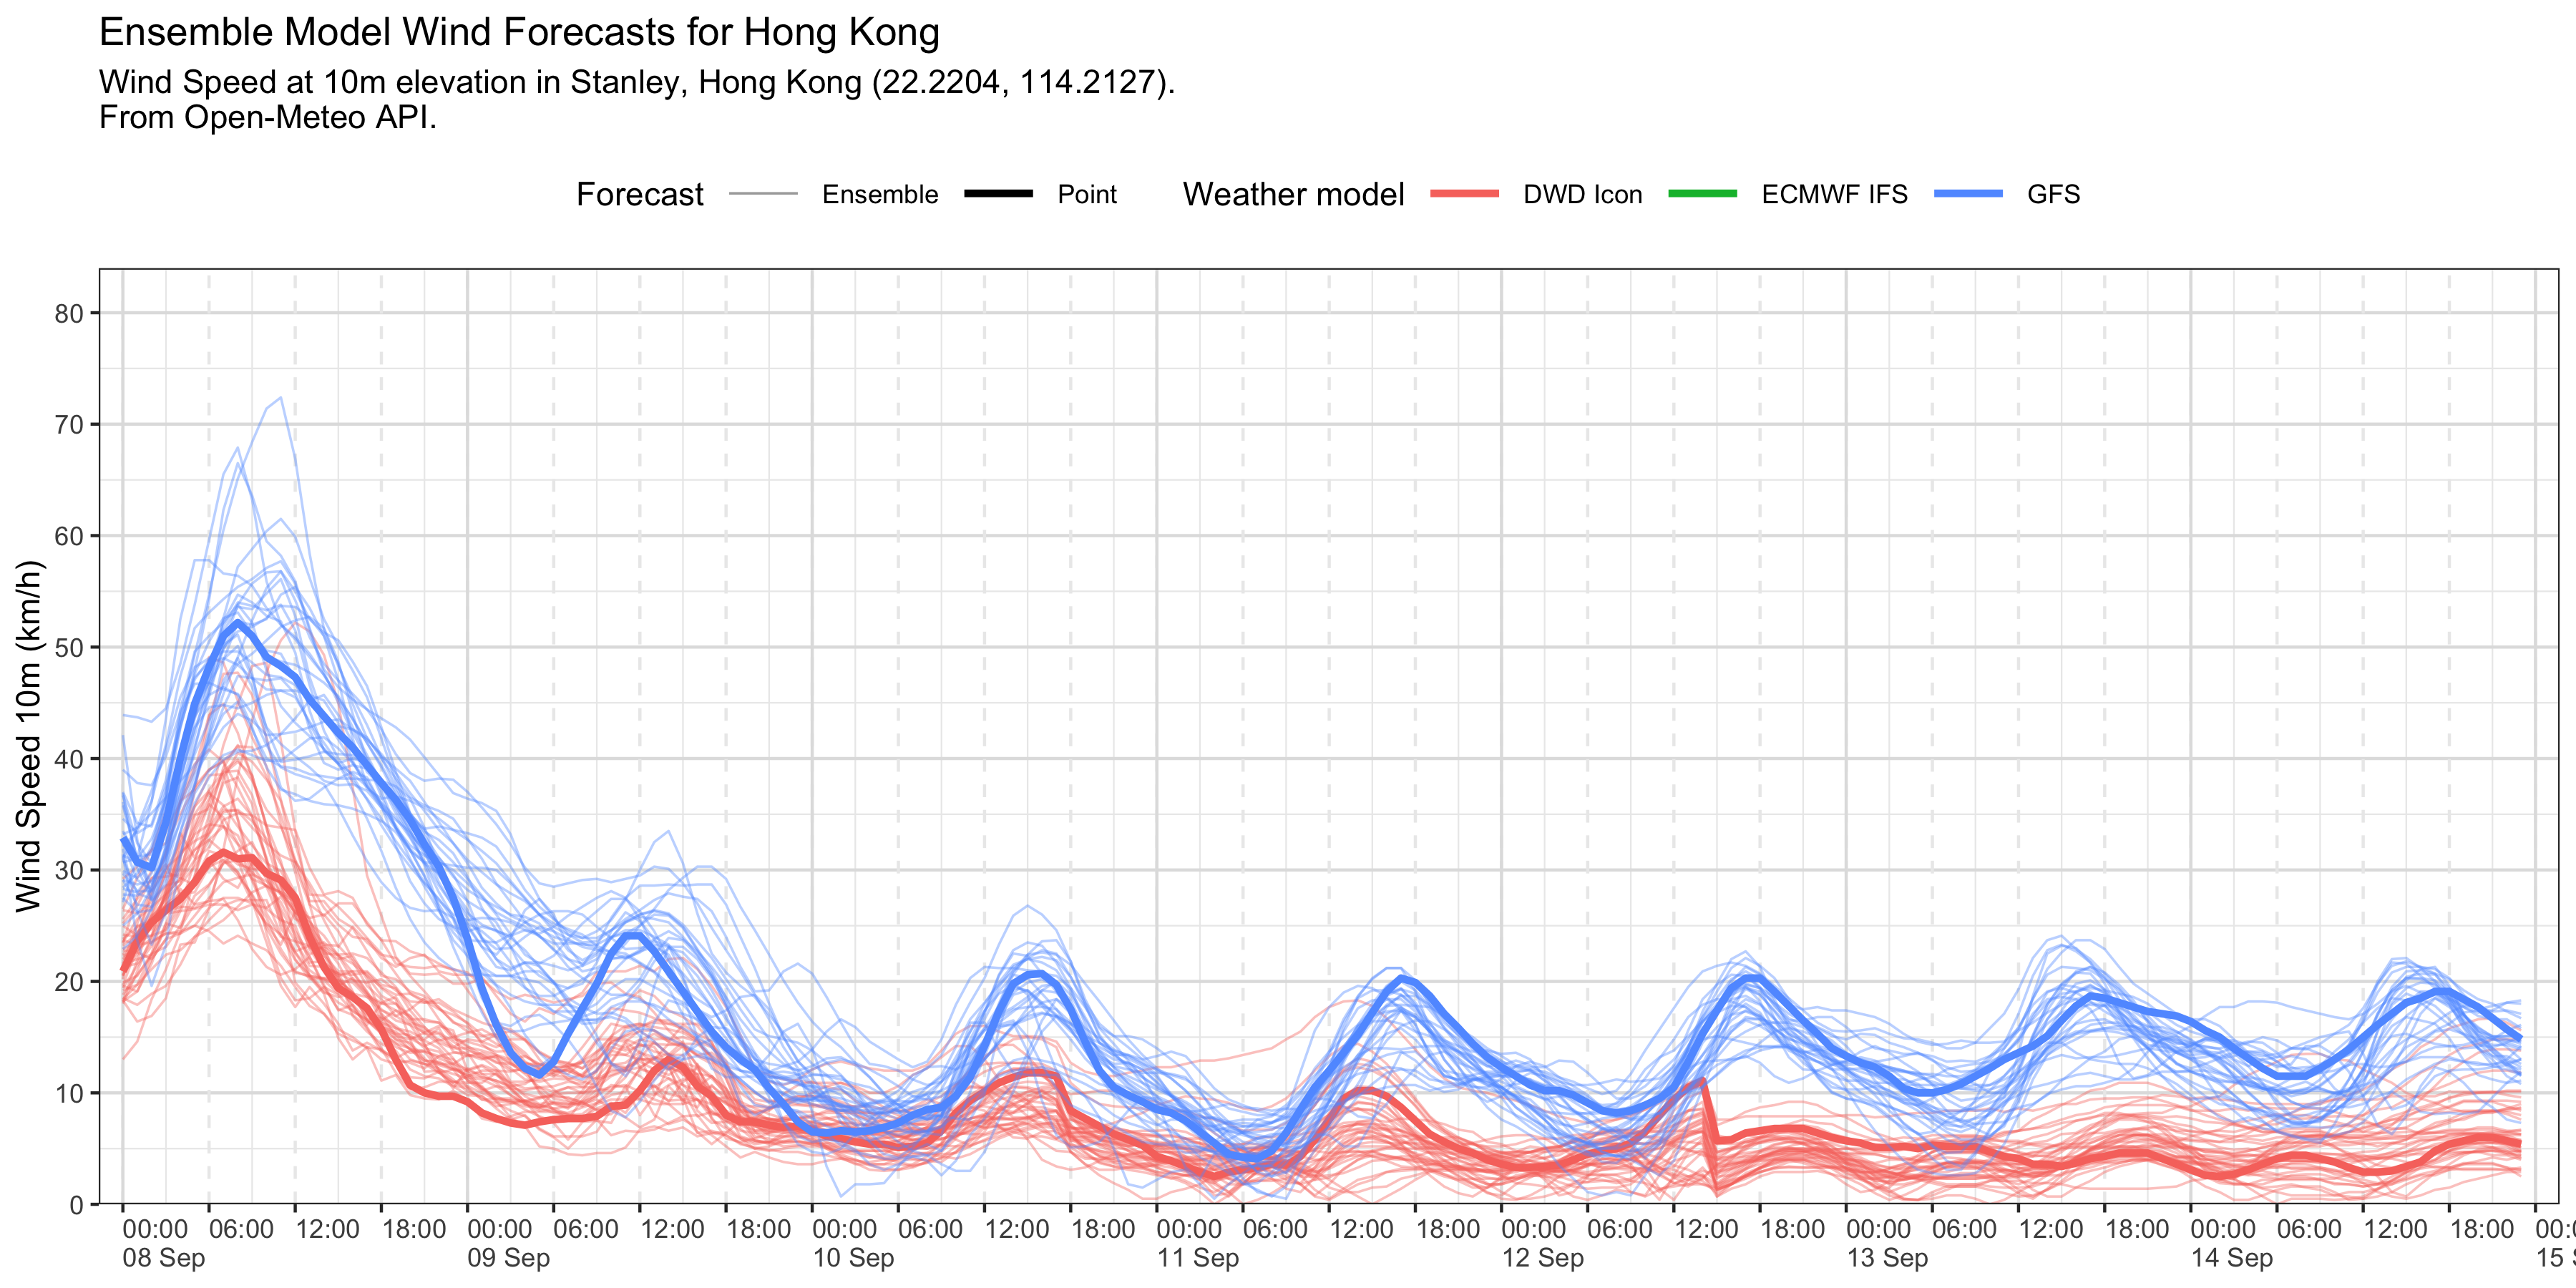 Ensemble Model Wind Forecasts for Hong Kong
Wind Speed at 10m elevation in Stanley, Hong Kong (22.2204, 114.2127).
From Open-Meteo API.
Forecast Ensemble Point Weather model DWD Icon ECMWF IFS GFS
Wind Speed 10m (km/h)
80
70
60
50
40
30
20
10
0
00:00 06:00 12:00 18:00 00:00 06:00 12:00 18:00 00:00 06:00 12:00 18:00 00:00 06:00 12:00 18:00 00:00 06:00 12:00 18:00 00:00 06:00 12:00 18:00 00:00 06:00 12:00 18:00 00:0
08 Sep 09 Sep 10 Sep 11 Sep 12 Sep 13 Sep 14 Sep 15 S